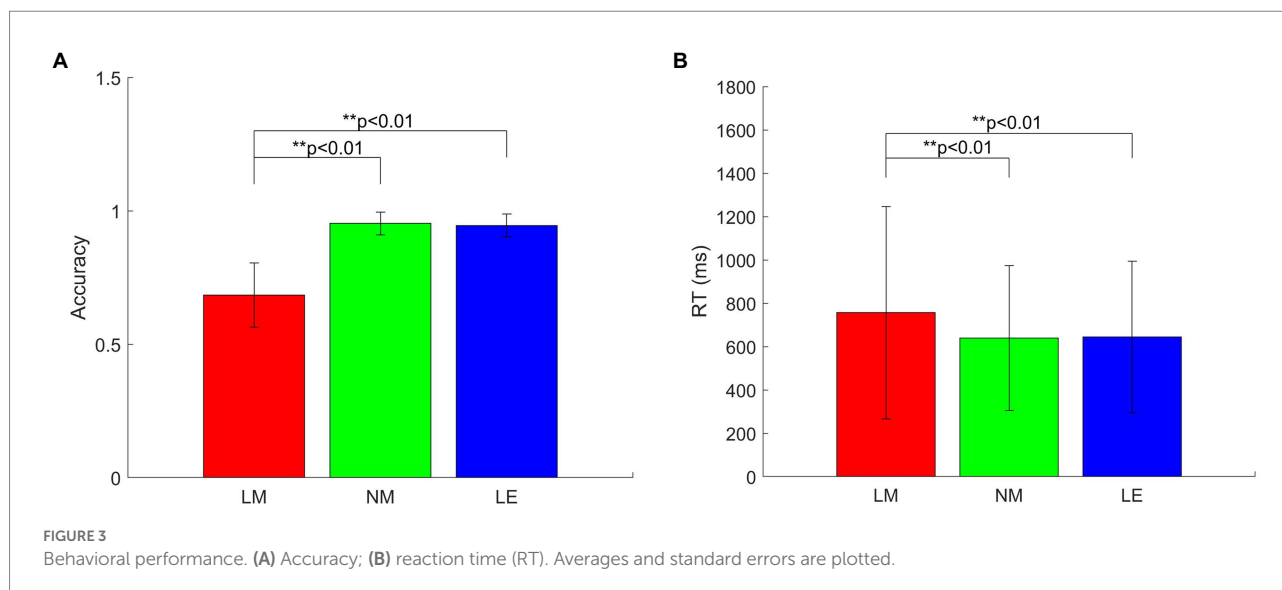 A
1.5
**p<0.01
**p<0.01
1
Accuracy
0.5
0
LM NM LE
B
1800
1600
**p<0.01
**p<0.01
1400
1200
1000
RT (ms)
800
600
400
200
0
LM NM LE
FIGURE 3
Behavioral performance. (A) Accuracy; (B) reaction time (RT). Averages and standard errors are plotted.